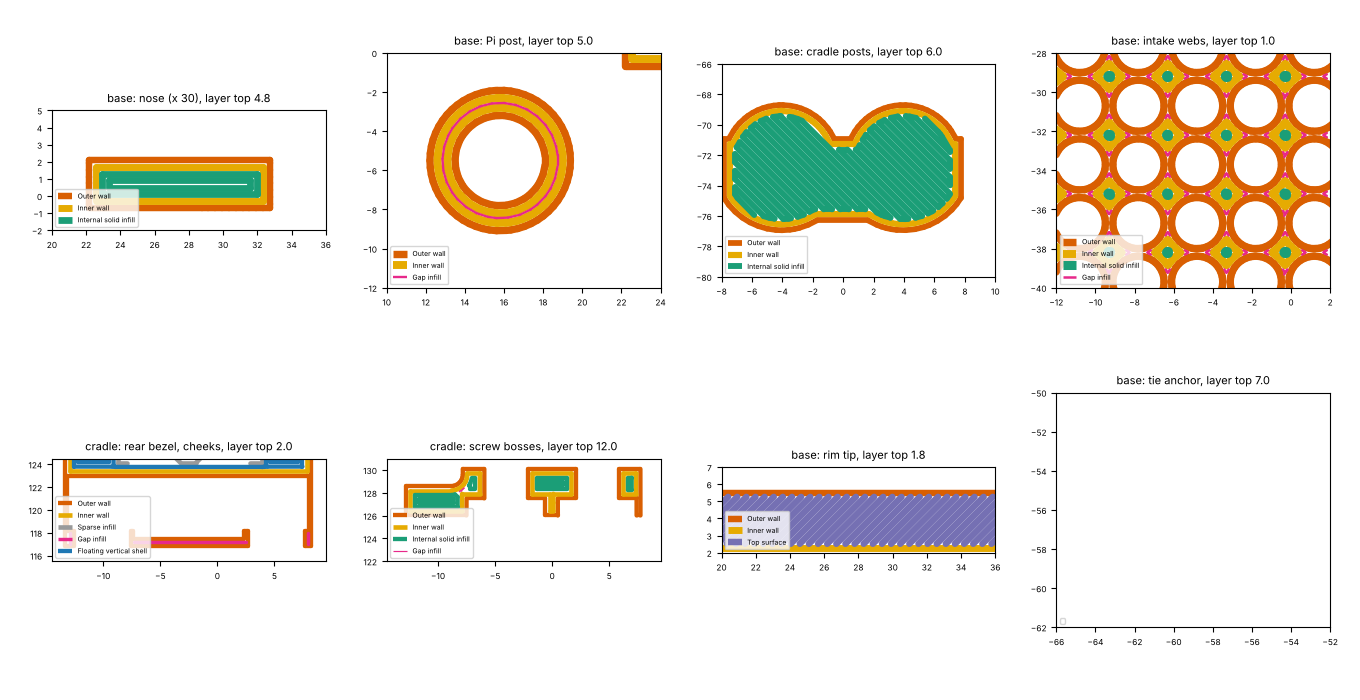 base: nose (x 30), layer top 4.8
5
4
3
2
1
0
−1
−2
20 22 24 26 28 30 32 34 36
Outer wall
Inner wall
Internal solid infill
base: Pi post, layer top 5.0
0
−2
−4
−6
−8
−10
−12
10 12 14 16 18 20 22 24
Outer wall
Inner wall
Gap infill
base: cradle posts, layer top 6.0
−66
−68
−70
−72
−74
−76
−78
−80
−8 −6 −4 −2 0 2 4 6 8 10
Outer wall
Inner wall
Internal solid infill
base: intake webs, layer top 1.0
−28
−30
−32
−34
−36
−38
−40
−12 −10 −8 −6 −4 −2 0 2
Outer wall
Inner wall
Internal solid infill
Gap infill
cradle: rear bezel, cheeks, layer top 2.0
124
122
120
118
116
−10 −5 0 5
Outer wall
Inner wall
Sparse infill
Gap infill
Floating vertical shell
cradle: screw bosses, layer top 12.0
130
128
126
124
122
−10 −5 0 5
Outer wall
Inner wall
Internal solid infill
Gap infill
base: rim tip, layer top 1.8
7
6
5
4
3
2
20 22 24 26 28 30 32 34 36
Outer wall
Inner wall
Top surface
base: tie anchor, layer top 7.0
−50
−52
−54
−56
−58
−60
−62
−66 −64 −62 −60 −58 −56 −54 −52